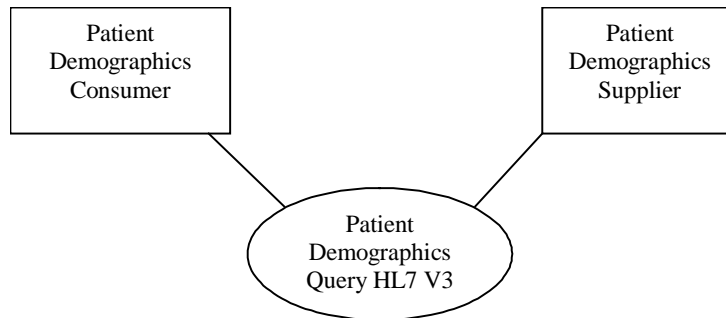 Patient
Demographics
Consumer
Patient
Demographics
Supplier
Patient
Demographics
Query HL7 V3